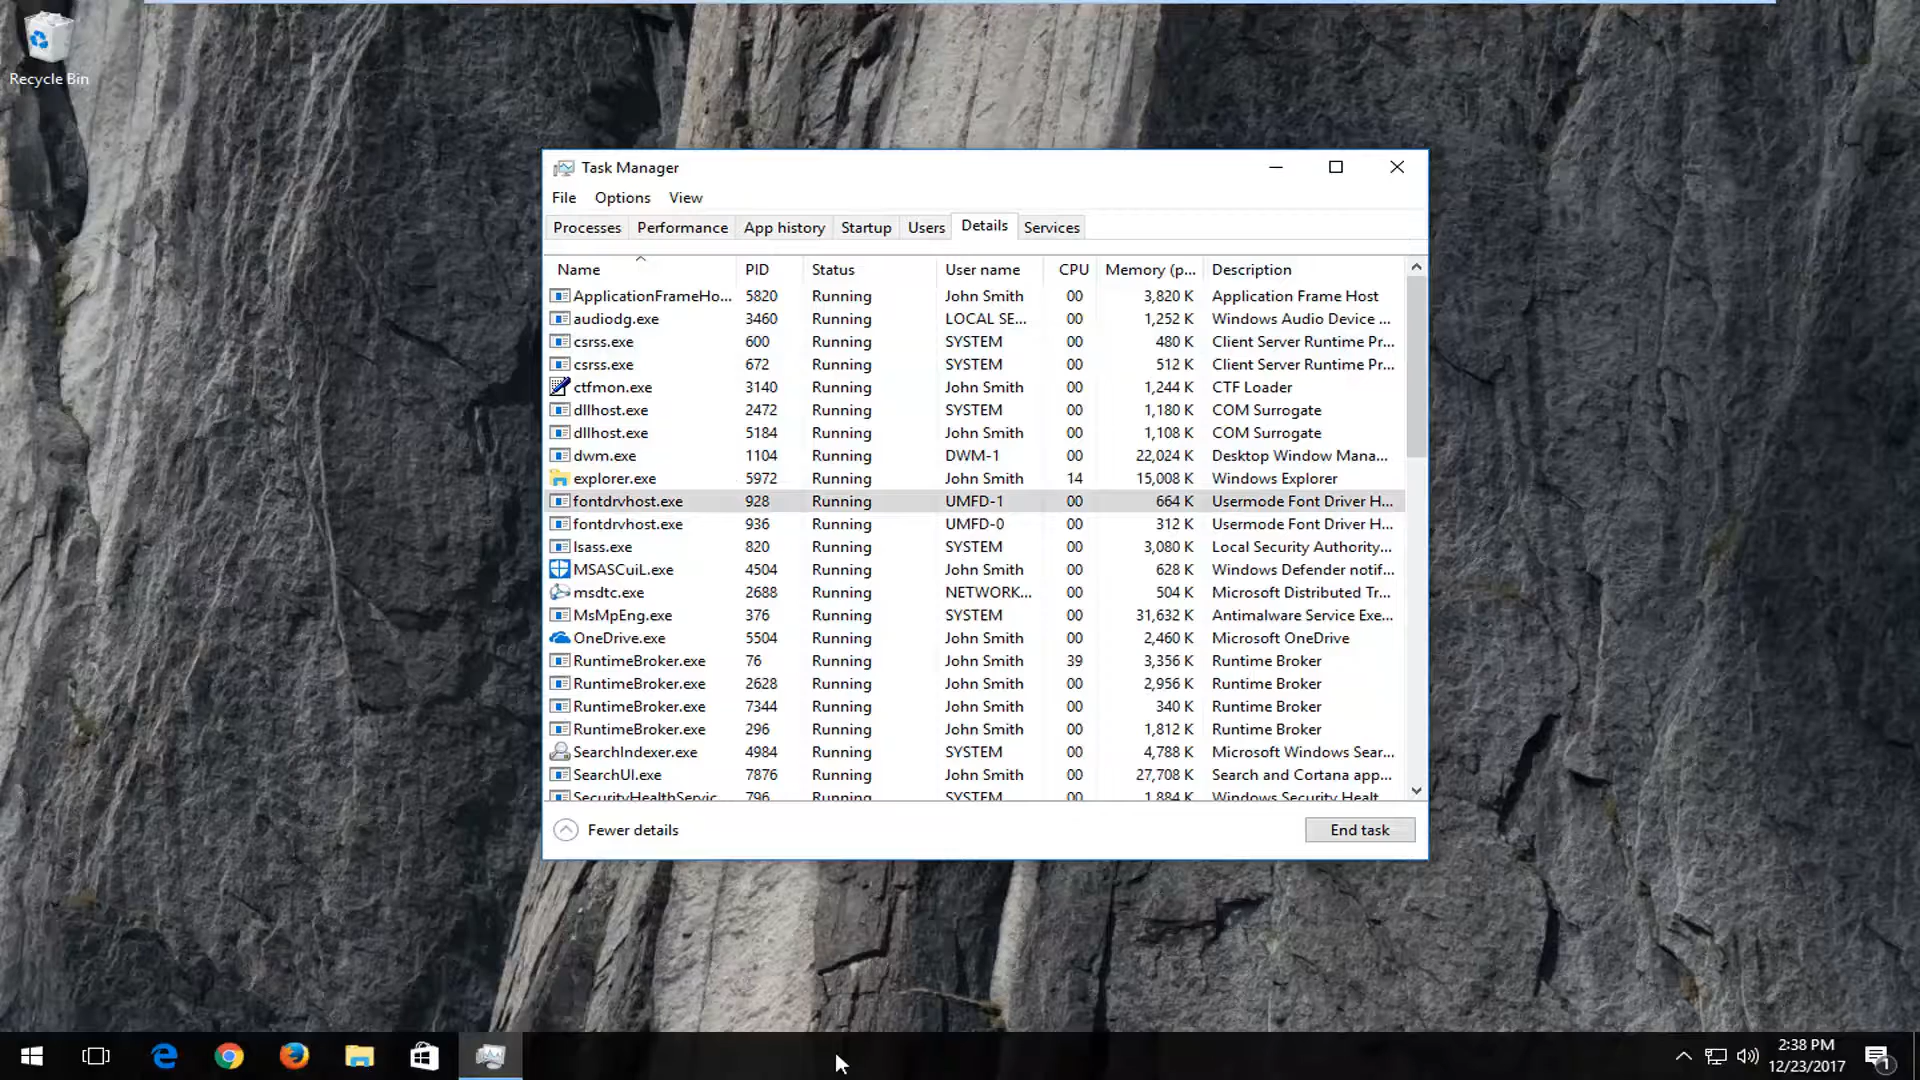 Recycle Bin
Task Manager
File Options View
Processes Performance App history Startup Users Details Services
Name PID Status User name CPU Memory (p... Description
ApplicationFrameHo... 5820 Running John Smith 00 3,820 K Application Frame Host
audiodg.exe 3460 Running LOCAL SE... 00 1,252 K Windows Audio Device ...
csrss.exe 600 Running SYSTEM 00 480 K Client Server Runtime Pr...
csrss.exe 672 Running SYSTEM 00 512 K Client Server Runtime Pr...
ctfmon.exe 3140 Running John Smith 00 1,244 K CTF Loader
dllhost.exe 2472 Running SYSTEM 00 1,180 K COM Surrogate
dllhost.exe 5184 Running John Smith 00 1,108 K COM Surrogate
dwm.exe 1104 Running DWM-1 00 22,024 K Desktop Window Mana...
explorer.exe 5972 Running John Smith 14 15,008 K Windows Explorer
fontdrvhost.exe 928 Running UMFD-1 00 664 K Usermode Font Driver H...
fontdrvhost.exe 936 Running UMFD-0 00 312 K Usermode Font Driver H...
lsass.exe 820 Running SYSTEM 00 3,080 K Local Security Authority...
MSASCuiL.exe 4504 Running John Smith 00 628 K Windows Defender notif...
msdtc.exe 2688 Running NETWORK... 00 504 K Microsoft Distributed Tr...
MsMpEng.exe 376 Running SYSTEM 00 31,632 K Antimalware Service Exe...
OneDrive.exe 5504 Running John Smith 00 2,460 K Microsoft OneDrive
RuntimeBroker.exe 76 Running John Smith 39 3,356 K Runtime Broker
RuntimeBroker.exe 2628 Running John Smith 00 2,956 K Runtime Broker
RuntimeBroker.exe 7344 Running John Smith 00 340 K Runtime Broker
RuntimeBroker.exe 296 Running John Smith 00 1,812 K Runtime Broker
SearchIndexer.exe 4984 Running SYSTEM 00 4,788 K Microsoft Windows Sear...
SearchUI.exe 7876 Running John Smith 00 27,708 K Search and Cortana app...
SecurityHealthServic... 796 Running SYSTEM 00 1,884 K Windows Security Healt...
Fewer details End task
2:38 PM
12/23/2017
1